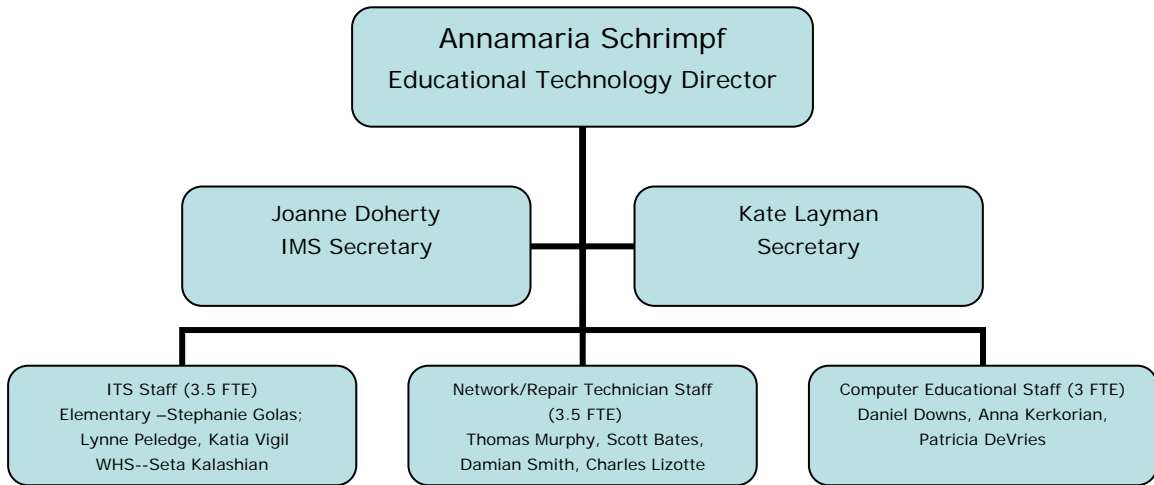 Annamaria Schrimpf
Educational Technology Director
Joanne Doherty
IMS Secretary
Kate Layman
Secretary
ITS Staff (3.5 FTE)
Elementary –Stephanie Golas;
Lynne Peledge, Katia Vigil
WHS--Seta Kalashian
Network/Repair Technician Staff
(3.5 FTE)
Thomas Murphy, Scott Bates,
Damian Smith, Charles Lizotte
Computer Educational Staff (3 FTE)
Daniel Downs, Anna Kerkorian,
Patricia DeVries